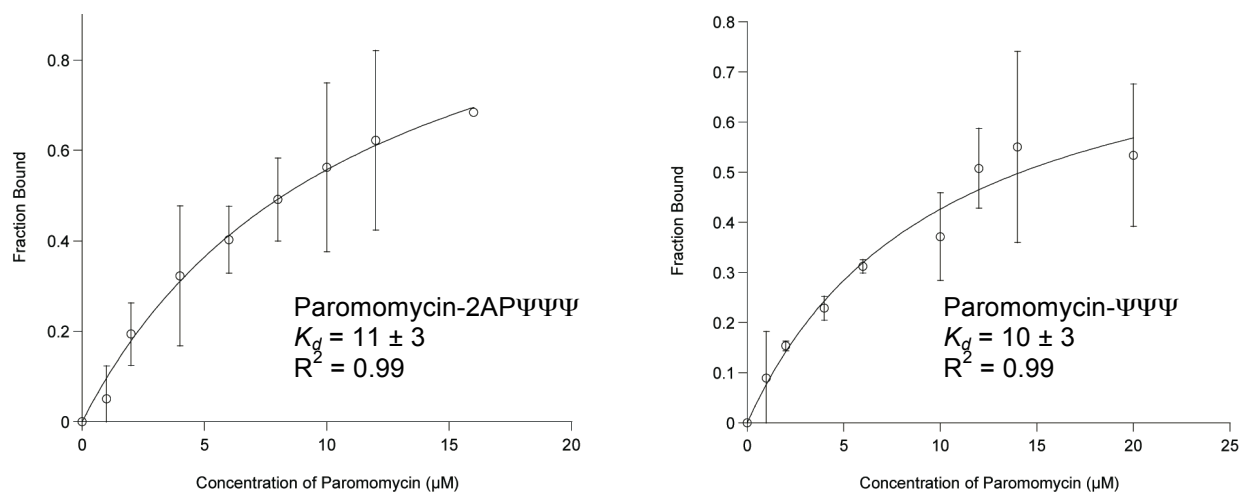 0.8
0.6
0.4
0.2
0
0
5
10
15
20
Fraction Bound
Concentration of Paromomycin (µM)
Paromomycin-2APΨΨΨ
Kd = 11 ± 3
R² = 0.99
0.8
0.7
0.6
0.5
0.4
0.3
0.2
0.1
0
0
5
10
15
20
25
Fraction Bound
Concentration of Paromomycin (µM)
Paromomycin-ΨΨΨ
Kd = 10 ± 3
R² = 0.99